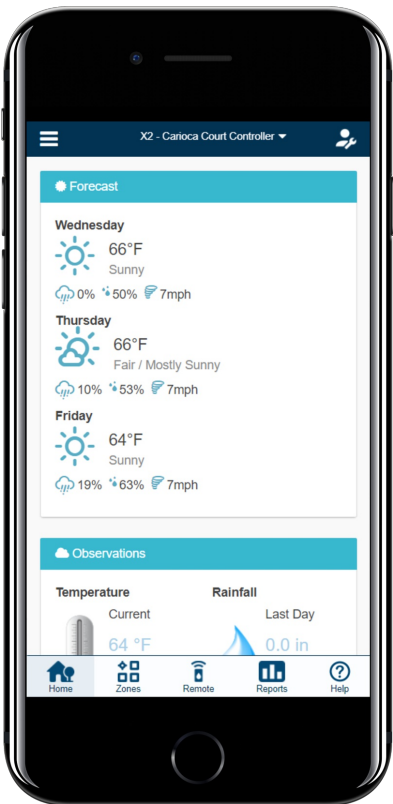 X2 - Carioca Court Controller
Forecast
Wednesday
66°F
Sunny
0% 50% 7mph
Thursday
66°F
Fair / Mostly Sunny
10% 53% 7mph
Friday
64°F
Sunny
19% 63% 7mph
Observations
Temperature Rainfall
Current Last Day
64 °F 0.0 in
Home Zones Remote Reports Help